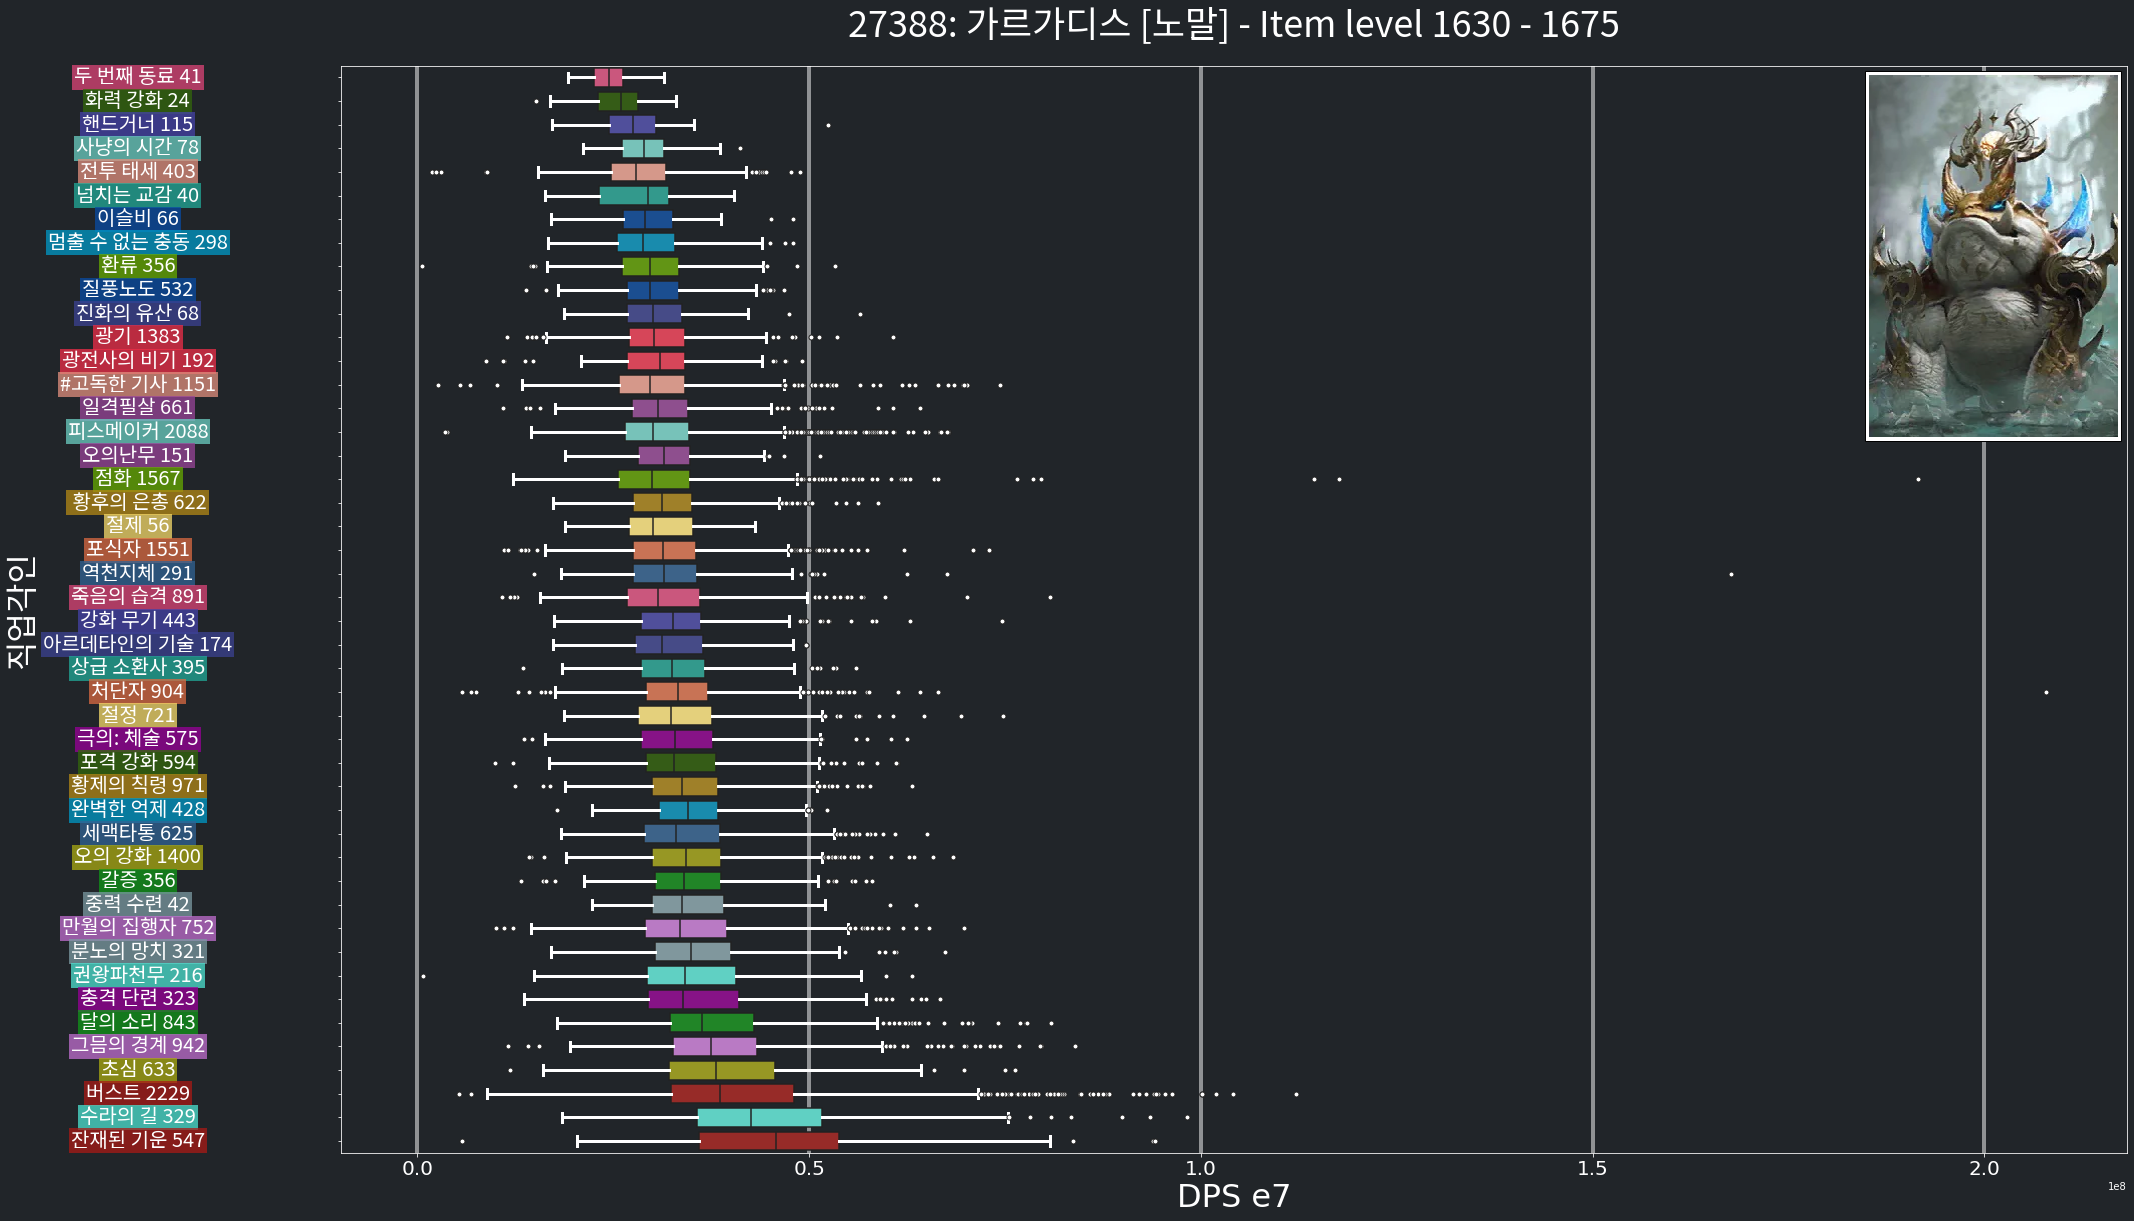 27388: 가르가디스 [노말] - Item level 1630 - 1675
두 번째 동료 41
화력 강화 24
핸드거너 115
사냥의 시간 78
전투 태세 403
넘치는 교감 40
이슬비 66
멈출 수 없는 충동 298
환류 356
질풍노도 532
진화의 유산 68
광기 1383
광전사의 비기 192
#고독한 기사 1151
일격필살 661
피스메이커 2088
오의난무 151
점화 1567
황후의 은총 622
절제 56
포식자 1551
역천지체 291
죽음의 습격 891
강화 무기 443
아르데타인의 기술 174
상급 소환사 395
처단자 904
절정 721
극의: 체술 575
포격 강화 594
황제의 칙령 971
완벽한 억제 428
세맥타통 625
오의 강화 1400
갈증 356
중력 수련 42
만월의 집행자 752
분노의 망치 321
권왕파천무 216
충격 단련 323
달의 소리 843
그믐의 경계 942
초심 633
버스트 2229
수라의 길 329
잔재된 기운 547
직업각인
0.0 0.5 1.0 1.5 2.0
DPS e7
1e8